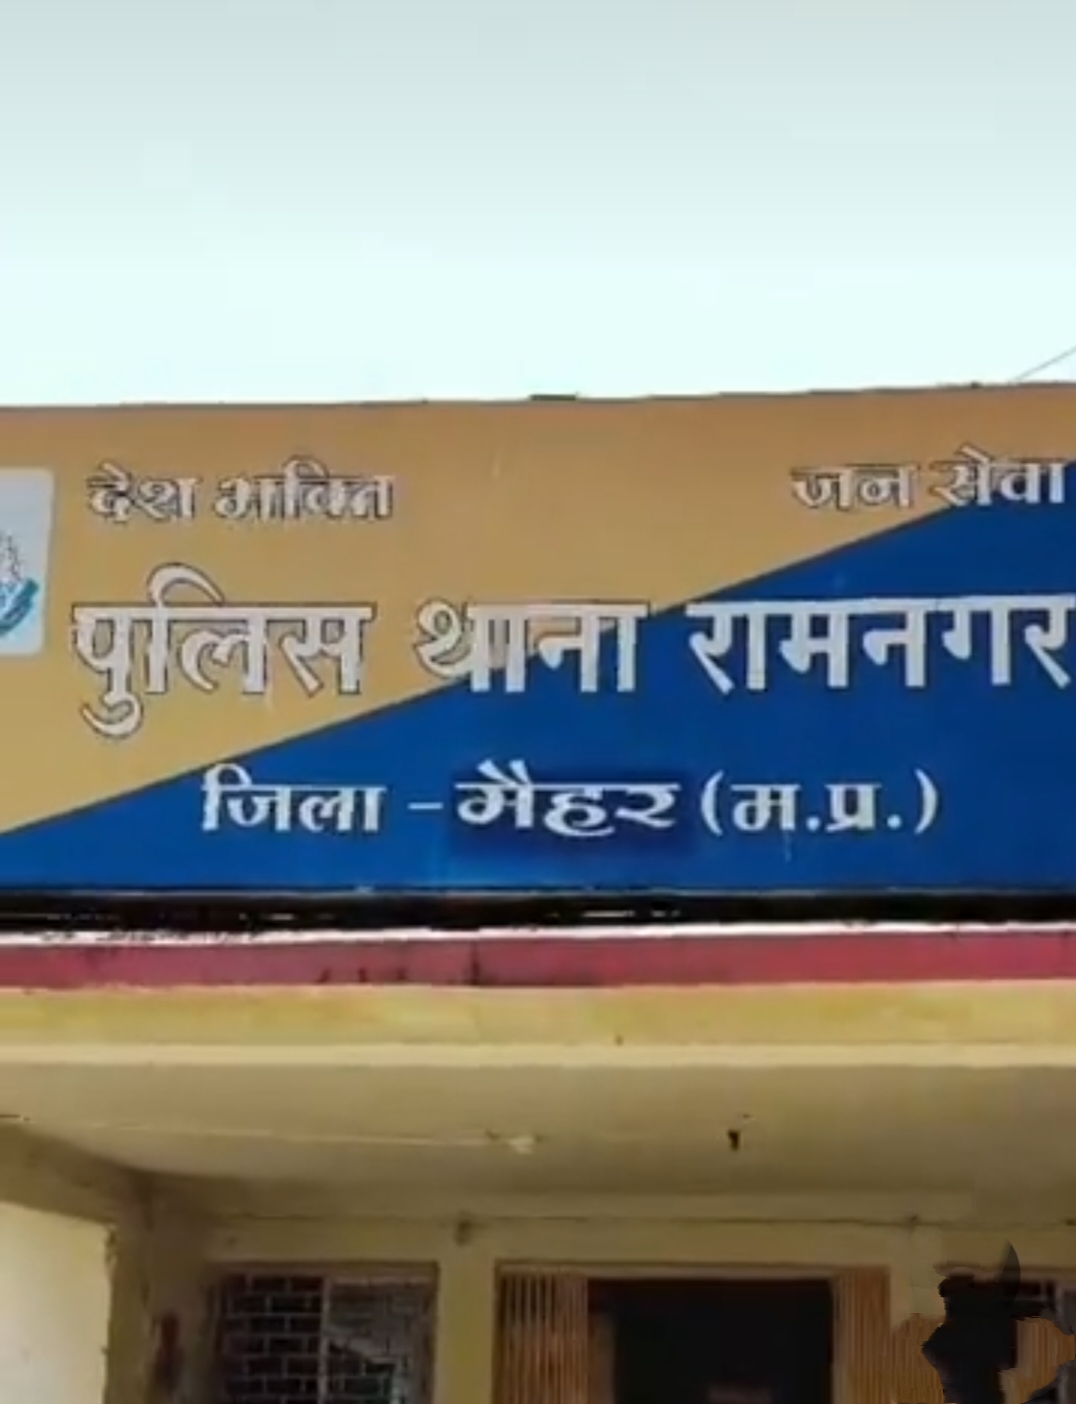 देश भक्ति जन सेवा
पुलिस थाना रामनगर
जिला - मैहर (म.प्र.)